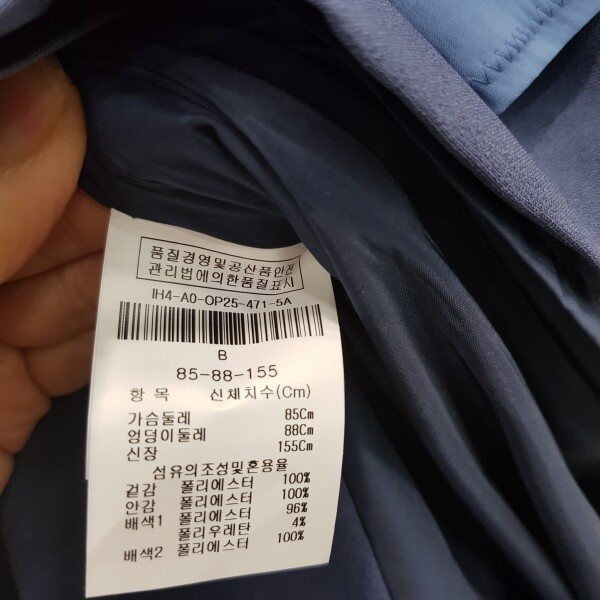 품질경영및공산품안전
관리법에의한품질표시
IH4-A0-OP25-471-5A
B
85-88-155
항 목 신체치수(Cm)
가슴둘레 85Cm
엉덩이둘레 88Cm
신장 155Cm
섬유의조성및혼용율
겉감 폴리에스터 100%
안감 폴리에스터 100%
배색1 폴리에스터 96%
폴리우레탄 4%
배색2 폴리에스터 100%